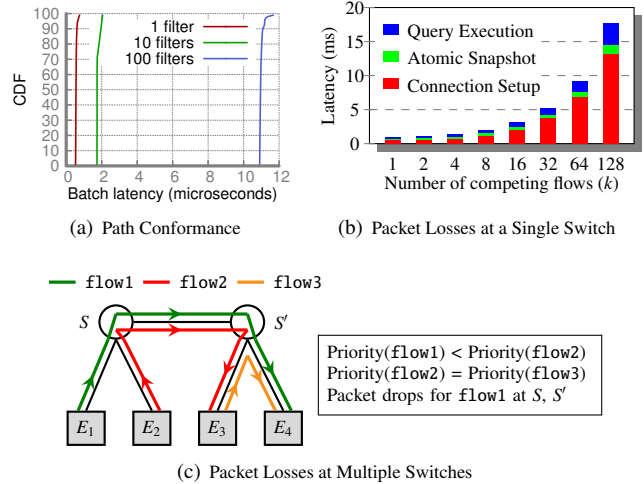 100
90
80
70
60
50
40
30
20
10
0
CDF
1 filter
10 filters
100 filters
0 2 4 6 8 10 12
Batch latency (microseconds)
(a) Path Conformance
20
15
10
5
0
Latency (ms)
Query Execution
Atomic Snapshot
Connection Setup
1 2 4 8 16 32 64 128
Number of competing flows (k)
(b) Packet Losses at a Single Switch
flow1 flow2 flow3
S S′
E1 E2 E3 E4
Priority(flow1) < Priority(flow2)
Priority(flow2) = Priority(flow3)
Packet drops for flow1 at S, S′
(c) Packet Losses at Multiple Switches